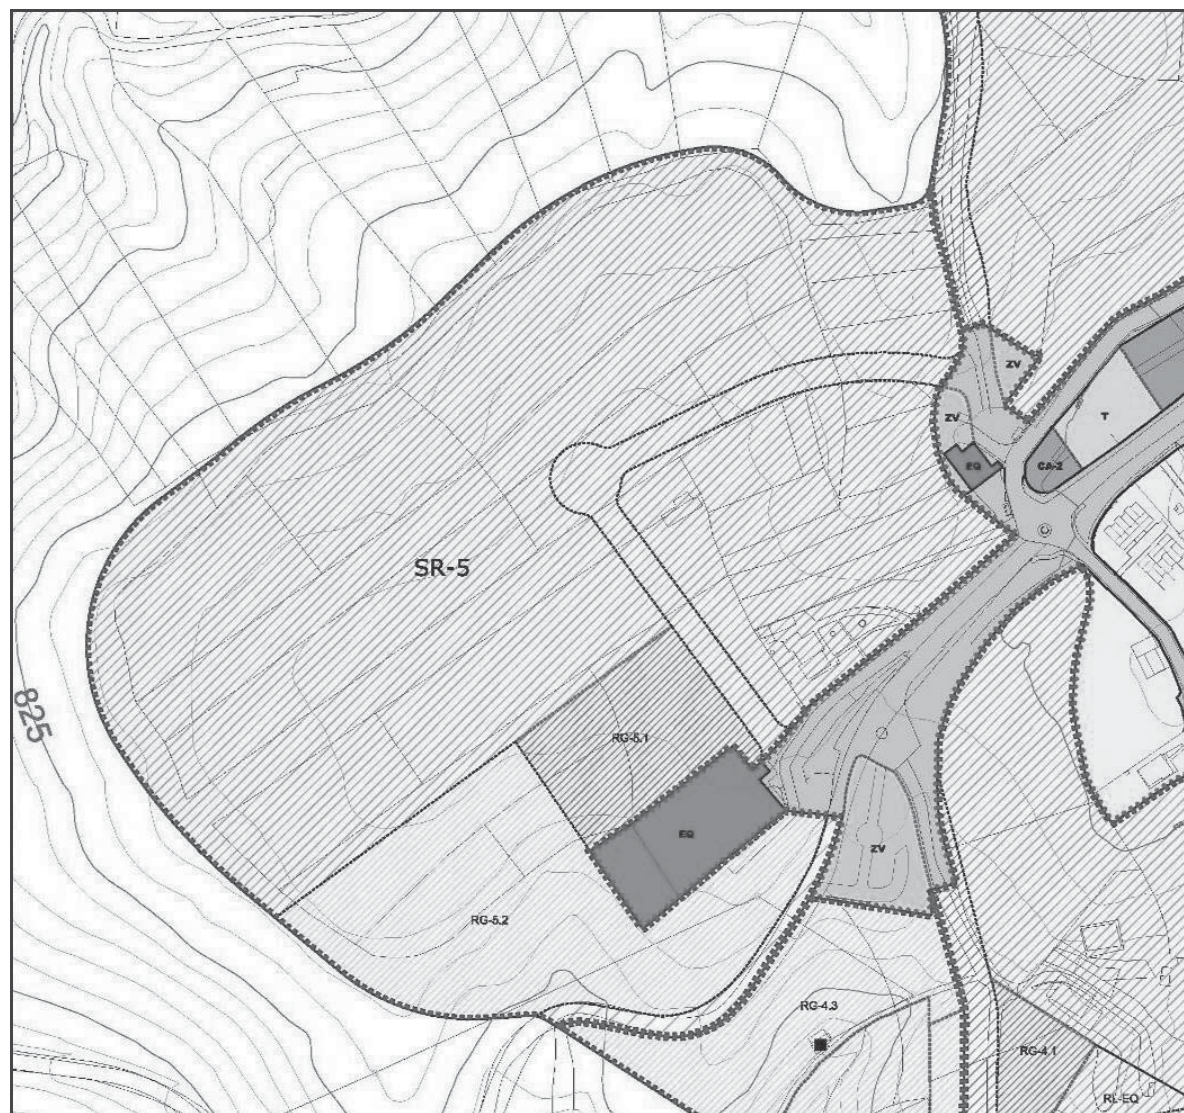 ZV
ZV
T
EQ
CA-2
SR-5
825
RG-5.1
EQ
ZV
RG-5.2
RG-4.3
RG-4.1
RL-EQ